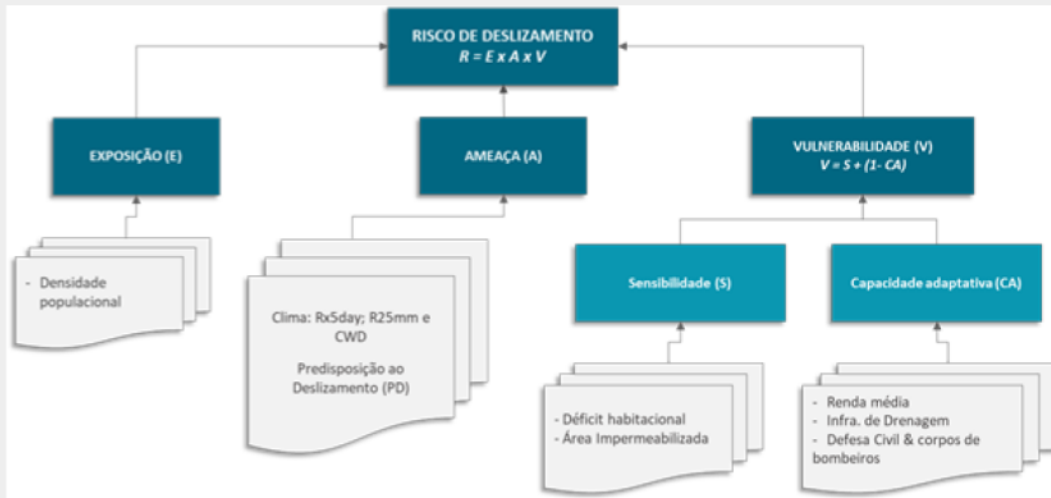 RISCO DE DESLIZAMENTO
R = E x A x V
EXPOSIÇÃO (E)
AMEAÇA (A)
VULNERABILIDADE (V)
V = S + (1- CA)
Sensibilidade (S)
Capacidade adaptativa (CA)
- Densidade
populacional
Clima: Rx5day; R25mm e
CWD
Predisposição ao
Deslizamento (PD)
- Déficit habitacional
- Área Impermeabilizada
- Renda média
- Infra. de Drenagem
- Defesa Civil & corpos de
bombeiros